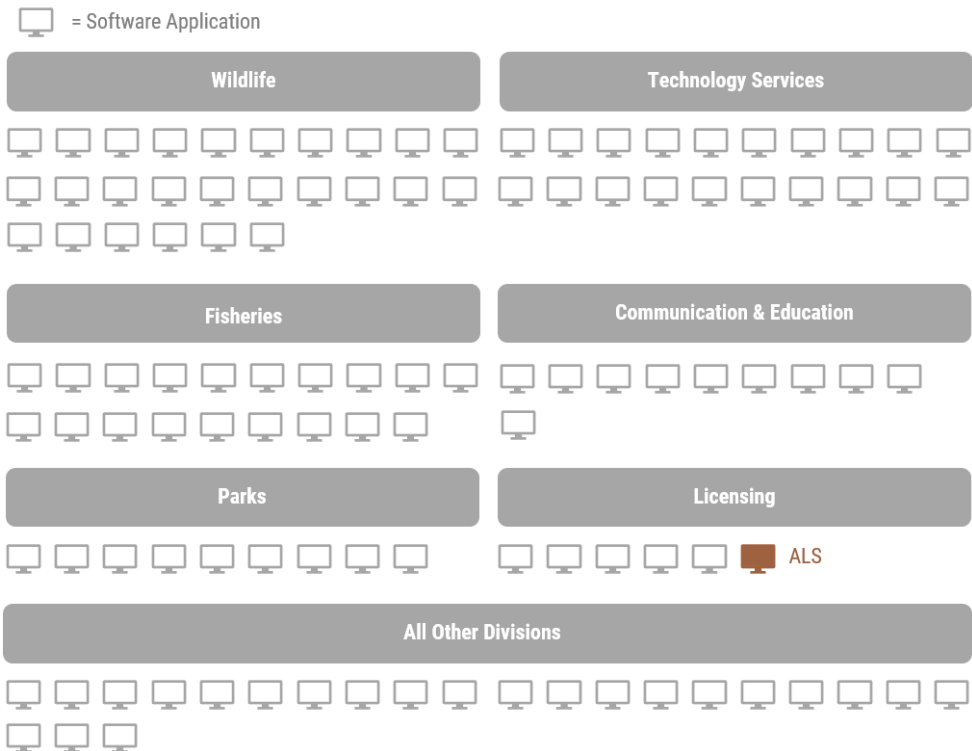 = Software Application
Wildlife
Technology Services
Fisheries
Communication & Education
Parks
Licensing
ALS
All Other Divisions